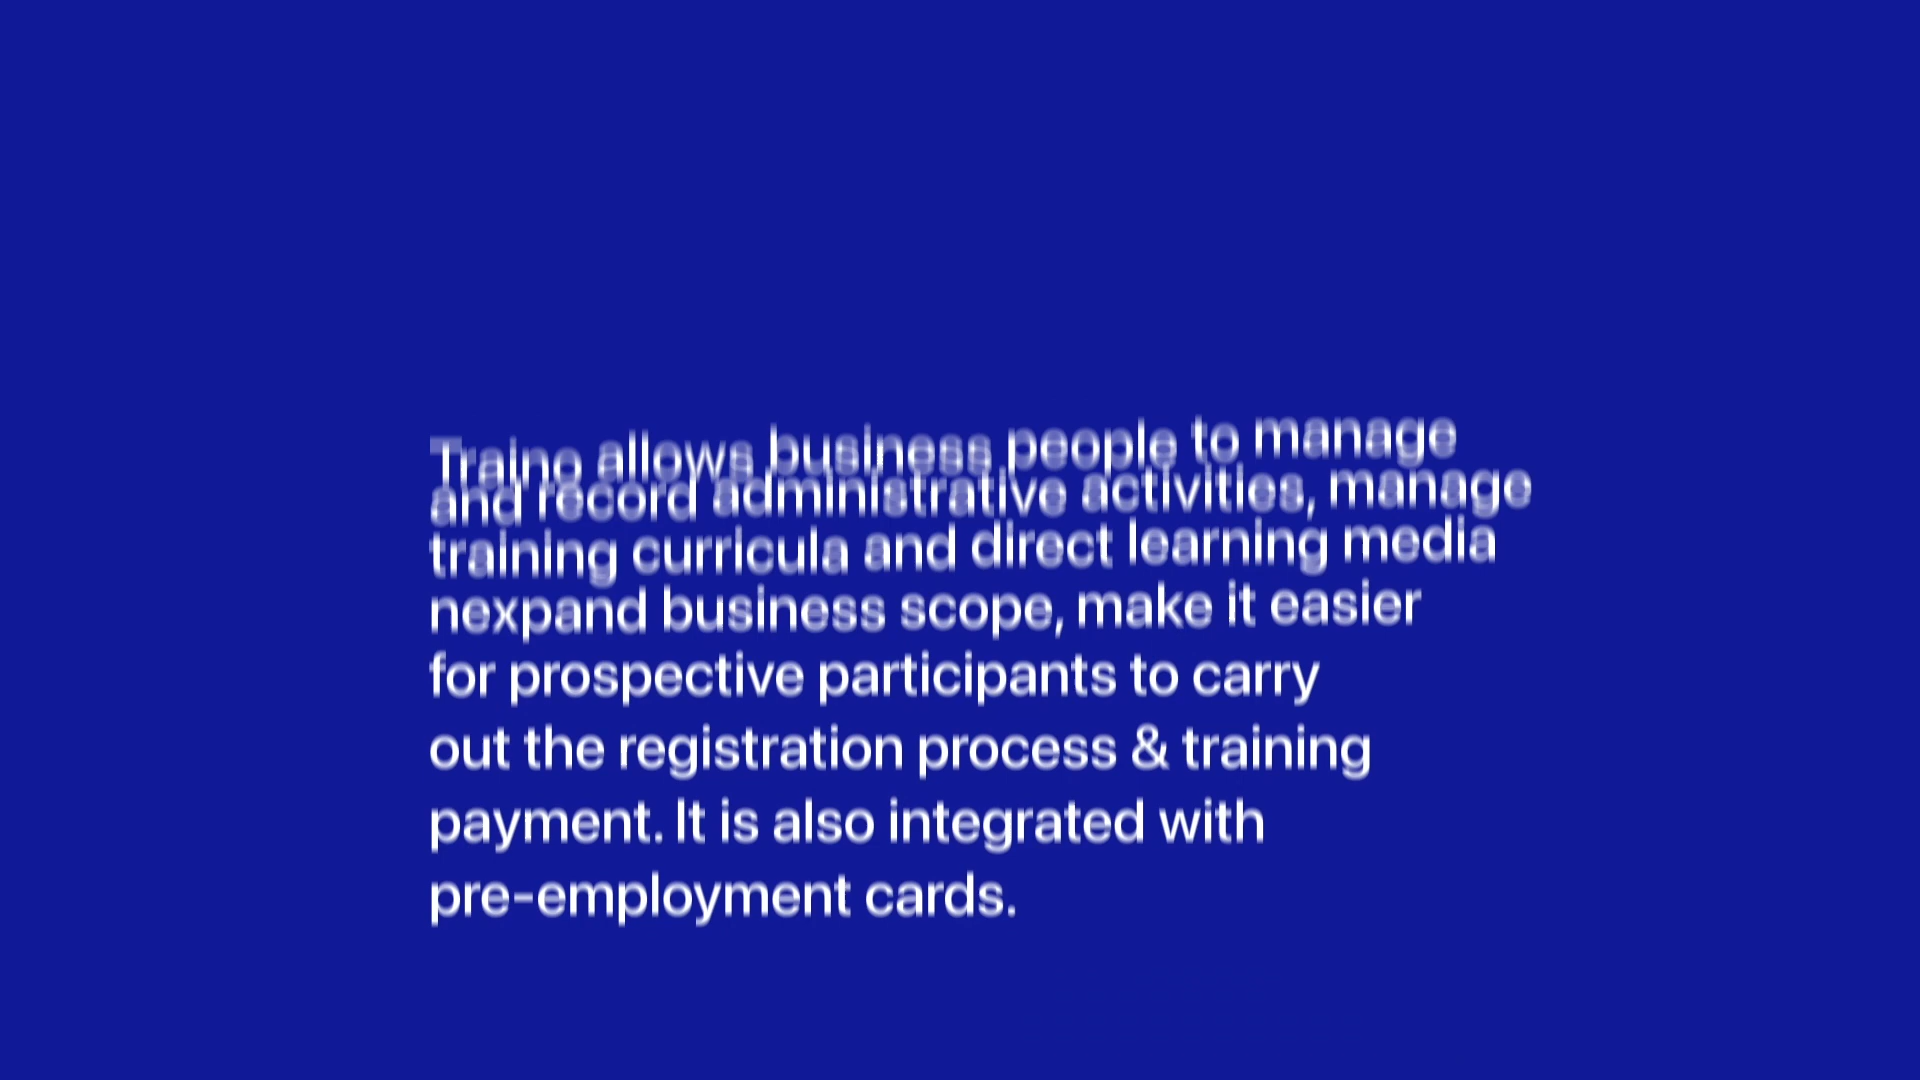 Traino allows business people to manage
and record administrative activities, manage
training curricula and direct learning media
nexpand business scope, make it easier
for prospective participants to carry
out the registration process & training
payment. It is also integrated with
pre-employment cards.